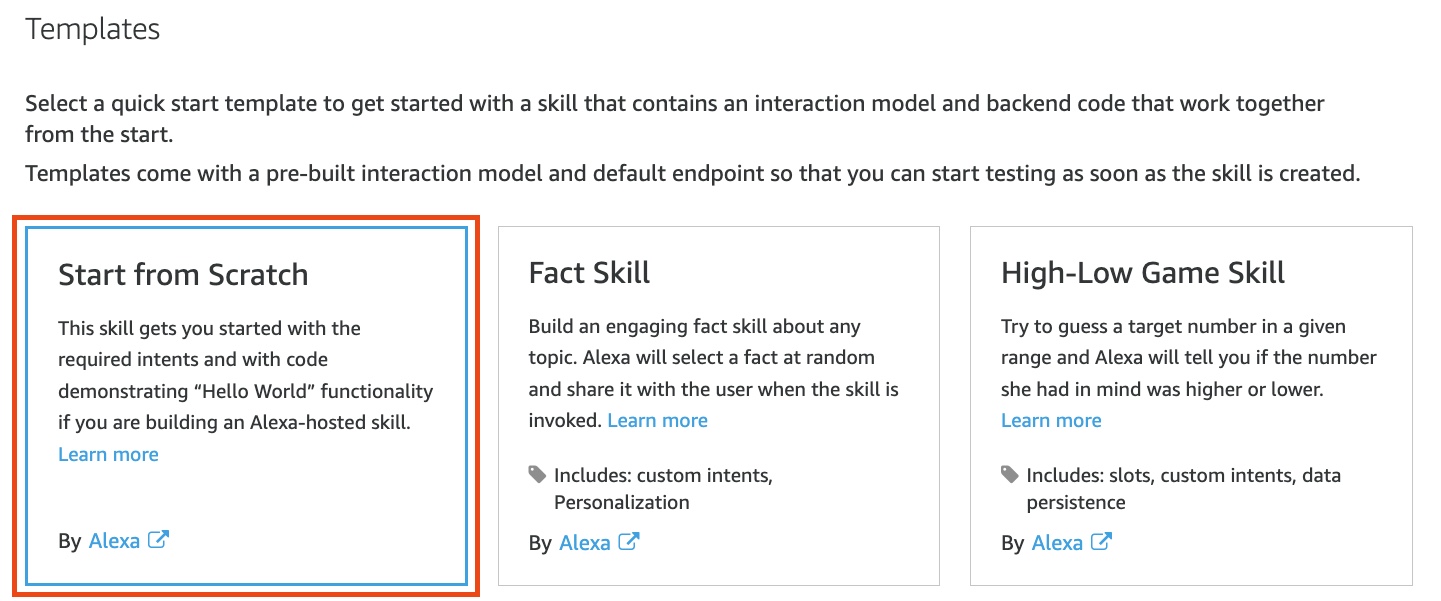 Templates
Select a quick start template to get started with a skill that contains an interaction model and backend code that work together
from the start.
Templates come with a pre-built interaction model and default endpoint so that you can start testing as soon as the skill is created.
Start from Scratch
This skill gets you started with the
required intents and with code
demonstrating “Hello World” functionality
if you are building an Alexa-hosted skill.
Learn more
By Alexa
Fact Skill
Build an engaging fact skill about any
topic. Alexa will select a fact at random
and share it with the user when the skill is
invoked. Learn more
Includes: custom intents,
Personalization
By Alexa
High-Low Game Skill
Try to guess a target number in a given
range and Alexa will tell you if the number
she had in mind was higher or lower.
Learn more
Includes: slots, custom intents, data
persistence
By Alexa